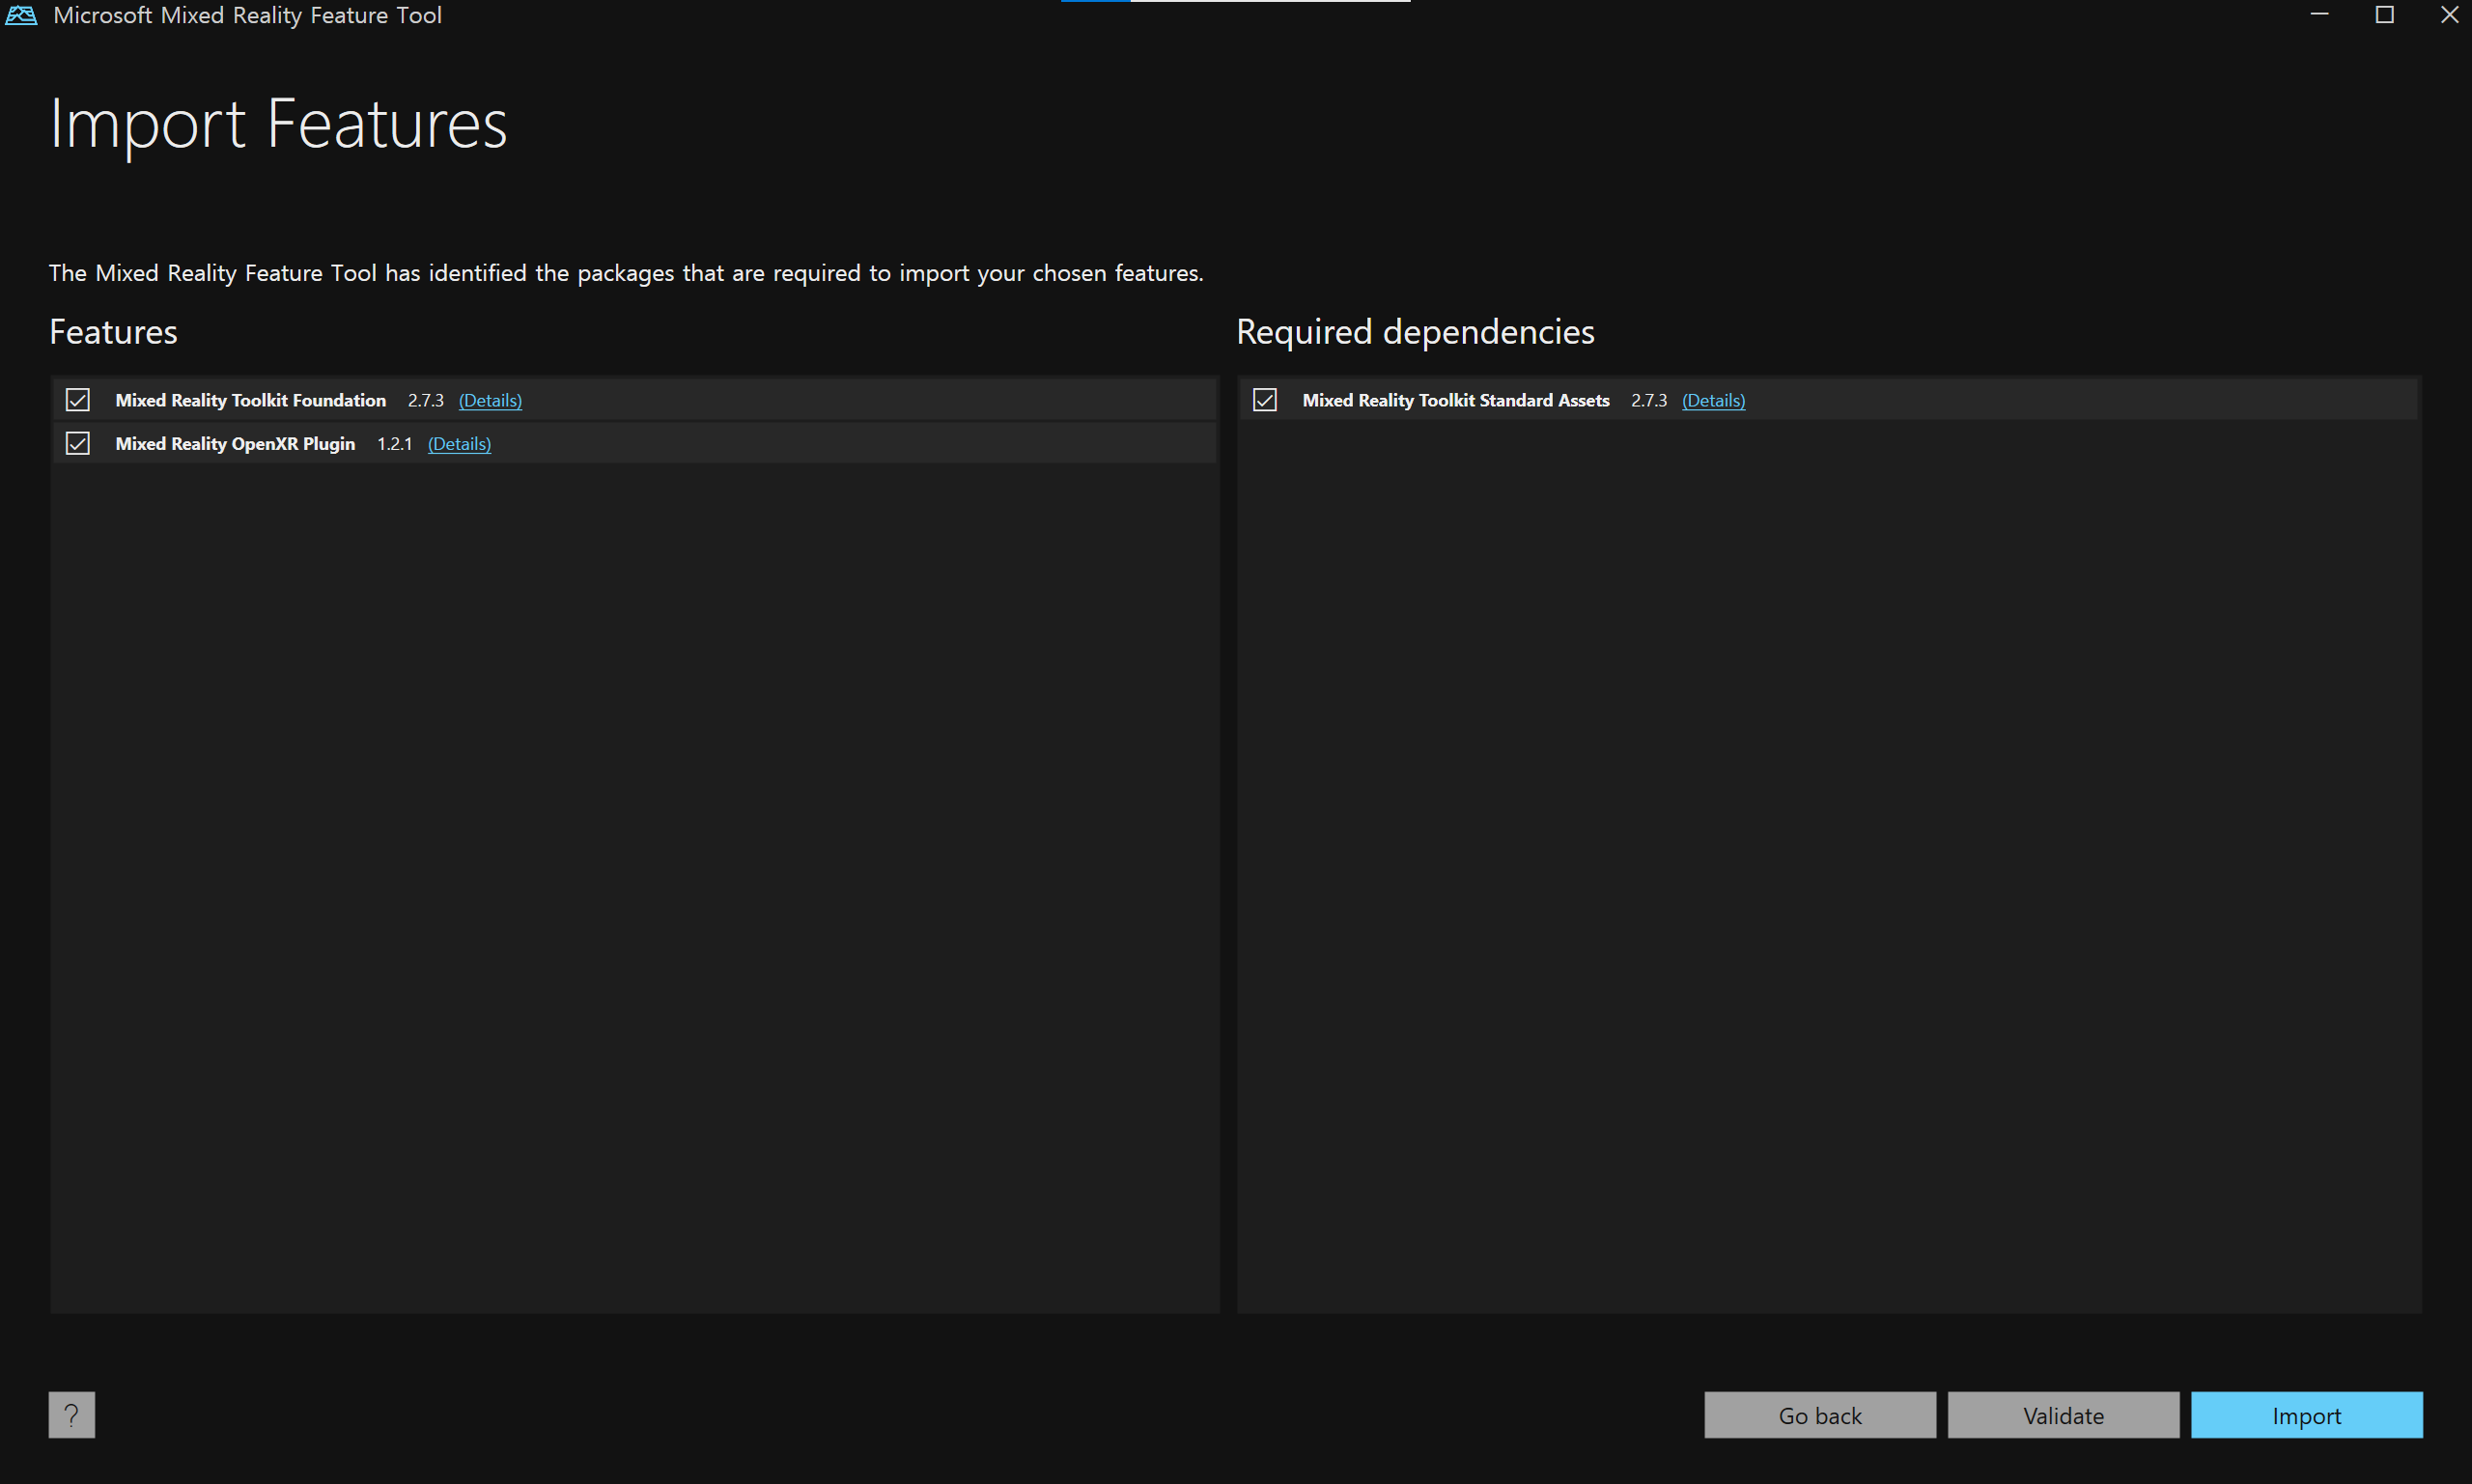 Microsoft Mixed Reality Feature Tool
Import Features
The Mixed Reality Feature Tool has identified the packages that are required to import your chosen features.
Features
Mixed Reality Toolkit Foundation 2.7.3 (Details)
Mixed Reality OpenXR Plugin 1.2.1 (Details)
Required dependencies
Mixed Reality Toolkit Standard Assets 2.7.3 (Details)
?
Go back
Validate
Import